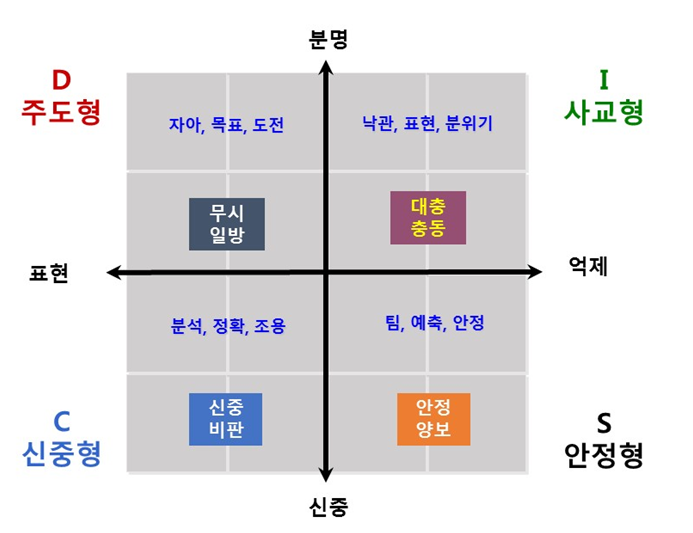 분명
D
주도형
I
사교형
자아, 목표, 도전
낙관, 표현, 분위기
무시
일방
대충
충동
표현
억제
분석, 정확, 조용
팀, 예축, 안정
신중
비판
안정
양보
C
신중형
S
안정형
신중